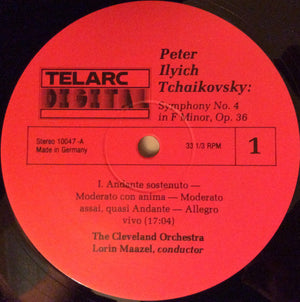 Peter
Ilyich
Tchaikovsky:
TELARC
DIGITAL
Symphony No. 4
in F Minor, Op. 36
Stereo 10047-A
Made in Germany
33 1/3 RPM
1
I. Andante sostenuto —
Moderato con anima — Moderato
assai, quasi Andante — Allegro
vivo (17:04)
The Cleveland Orchestra
Lorin Maazel, conductor